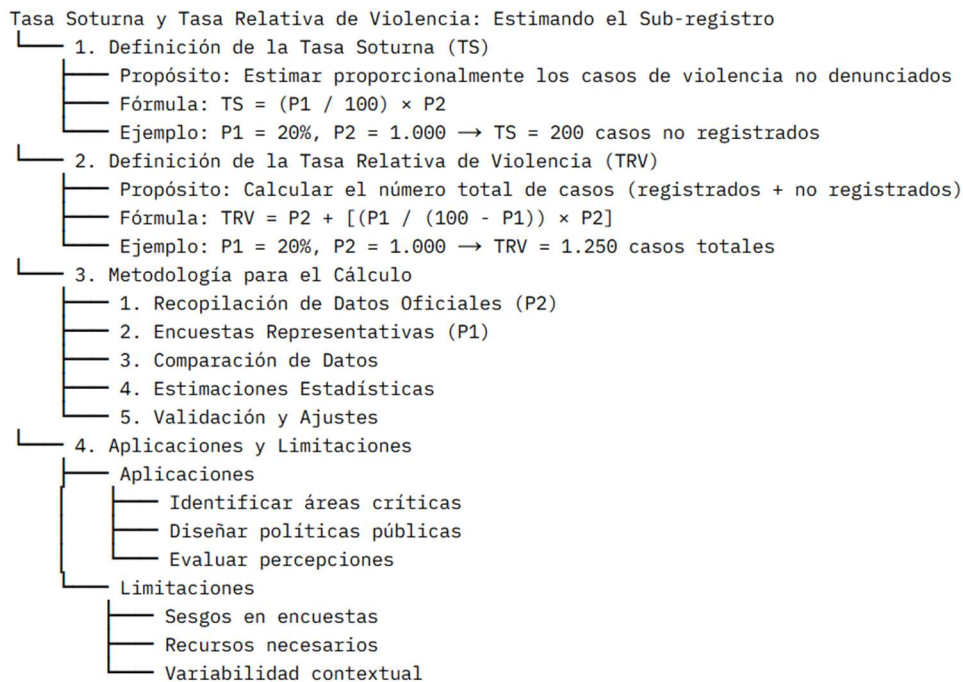 Tasa Soturna y Tasa Relativa de Violencia: Estimando el Sub-registro
1. Definición de la Tasa Soturna (TS)
Propósito: Estimar proporcionalmente los casos de violencia no denunciados
Fórmula: TS = (P1 / 100) × P2
Ejemplo: P1 = 20%, P2 = 1.000 → TS = 200 casos no registrados
2. Definición de la Tasa Relativa de Violencia (TRV)
Propósito: Calcular el número total de casos (registrados + no registrados)
Fórmula: TRV = P2 + [(P1 / (100 - P1)) × P2]
Ejemplo: P1 = 20%, P2 = 1.000 → TRV = 1.250 casos totales
3. Metodología para el Cálculo
1. Recopilación de Datos Oficiales (P2)
2. Encuestas Representativas (P1)
3. Comparación de Datos
4. Estimaciones Estadísticas
5. Validación y Ajustes
4. Aplicaciones y Limitaciones
Aplicaciones
Identificar áreas críticas
Diseñar políticas públicas
Evaluar percepciones
Limitaciones
Sesgos en encuestas
Recursos necesarios
Variabilidad contextual